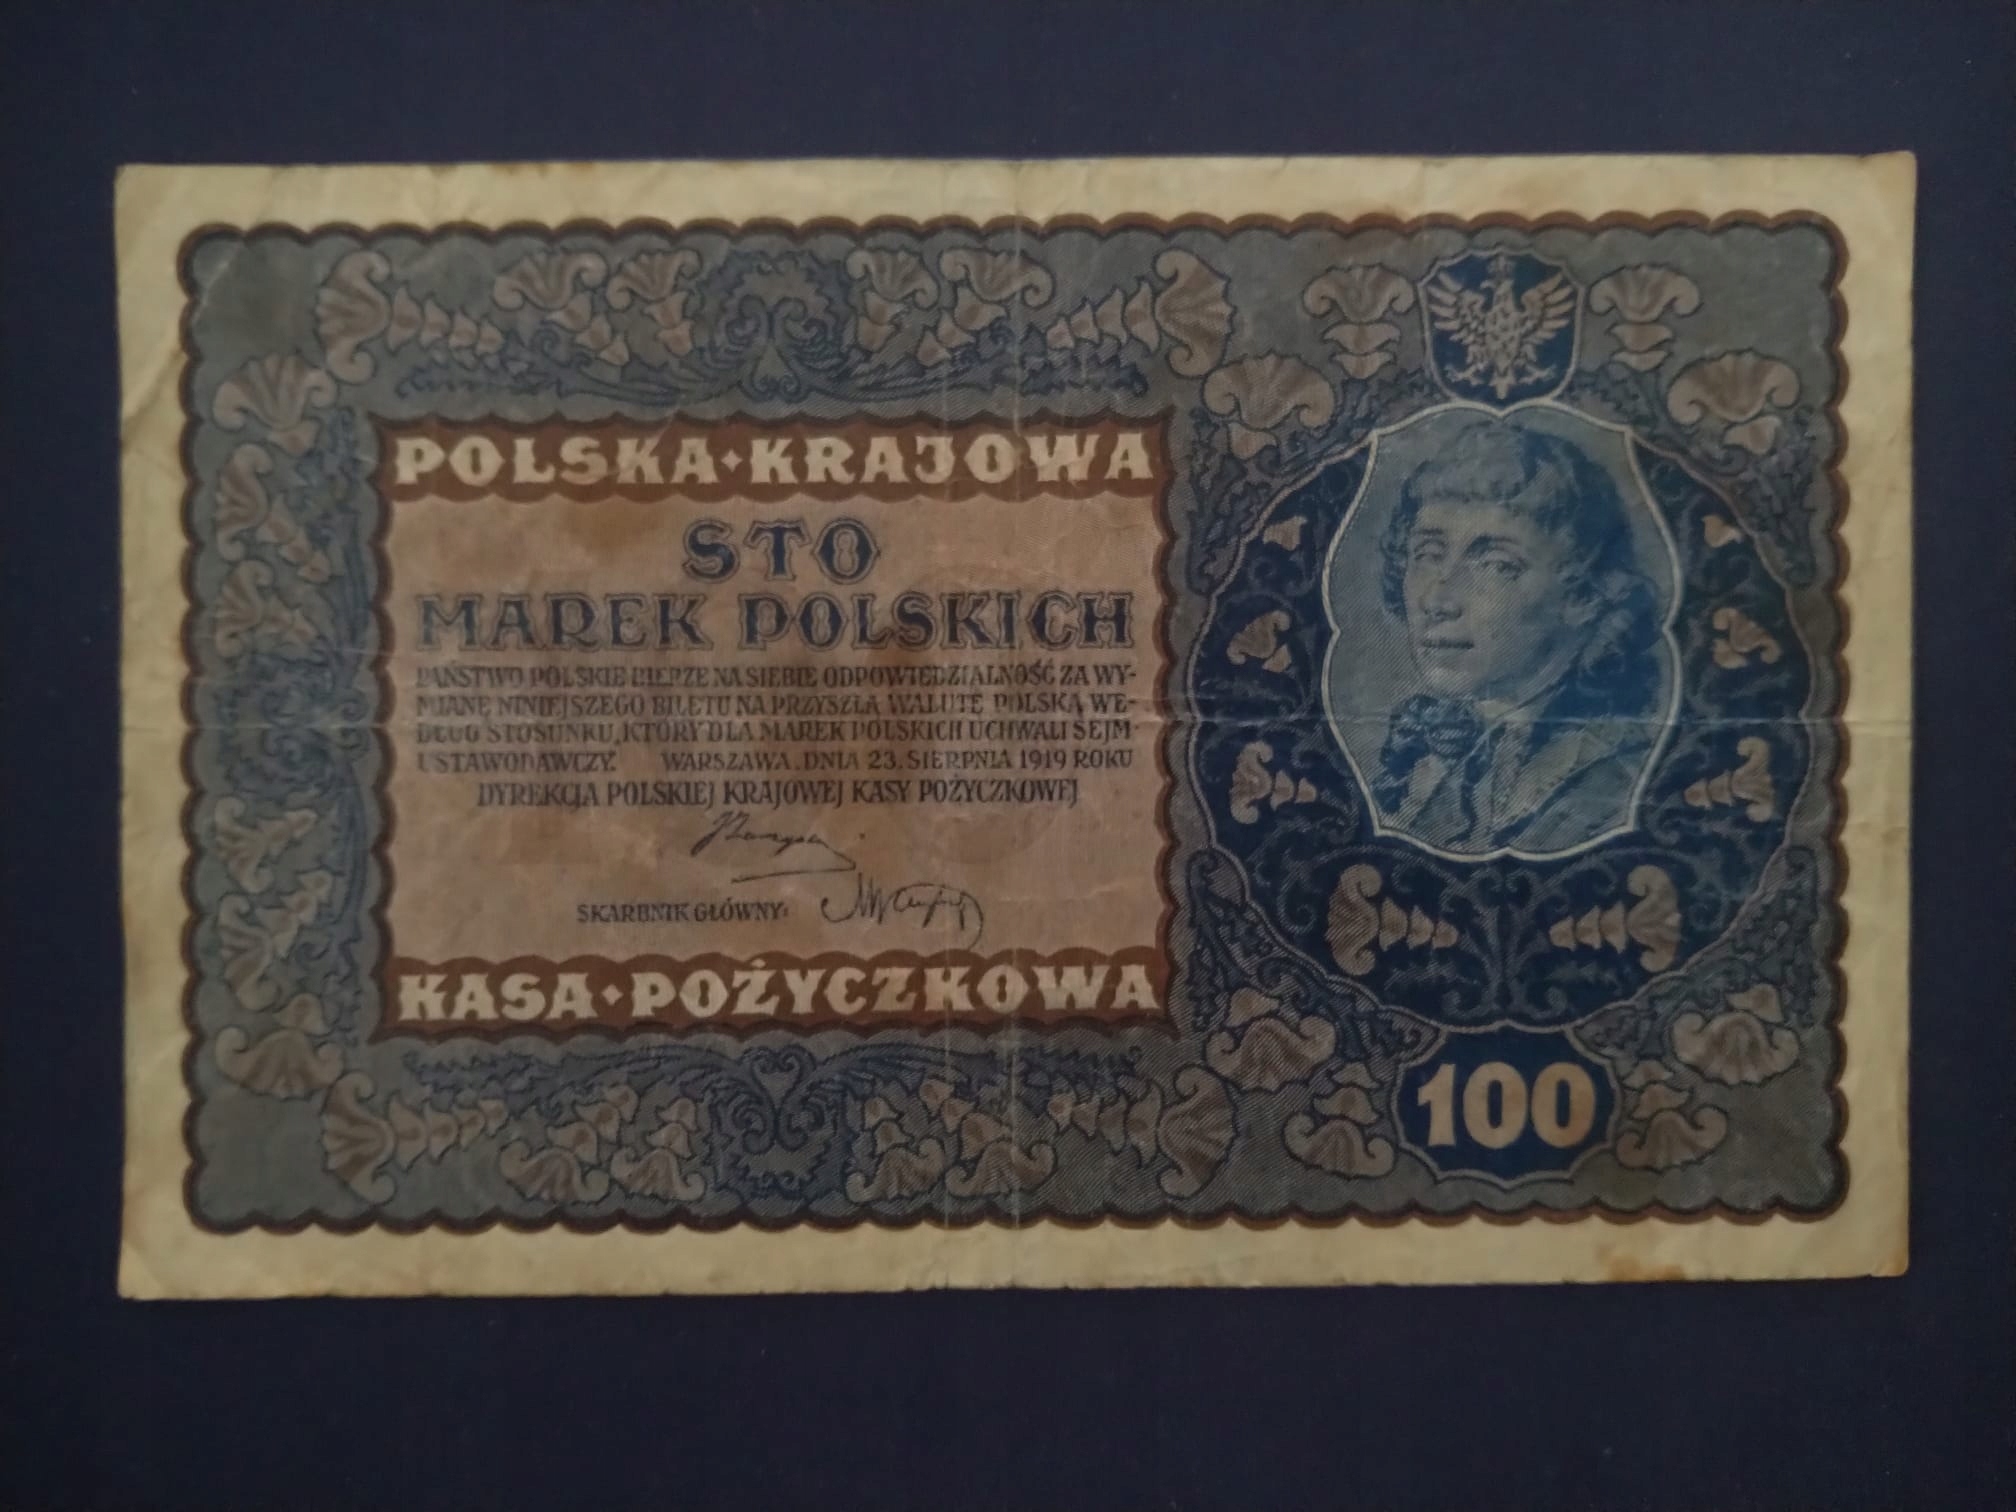 POLSKA·KRAJOWA
STO
MAREK POLSKICH
PAŃSTWO POLSKIE BIERZE NA SIEBIE ODPOWIEDZIALNOŚĆ ZA WY-
MIANĘ NINIEJSZEGO BILETU NA PRZYSZŁĄ WALUTĘ POLSKĄ WE-
DŁUG STOSUNKU, KTÓRY DLA MAREK POLSKICH UCHWALI SEJM
USTAWODAWCZY. WARSZAWA, DNIA 23. SIERPNIA 1919 ROKU
DYREKCJA POLSKIEJ KRAJOWEJ KASY POŻYCZKOWEJ
SKARBNIK GŁÓWNY:
KASA·POŻYCZKOWA
100